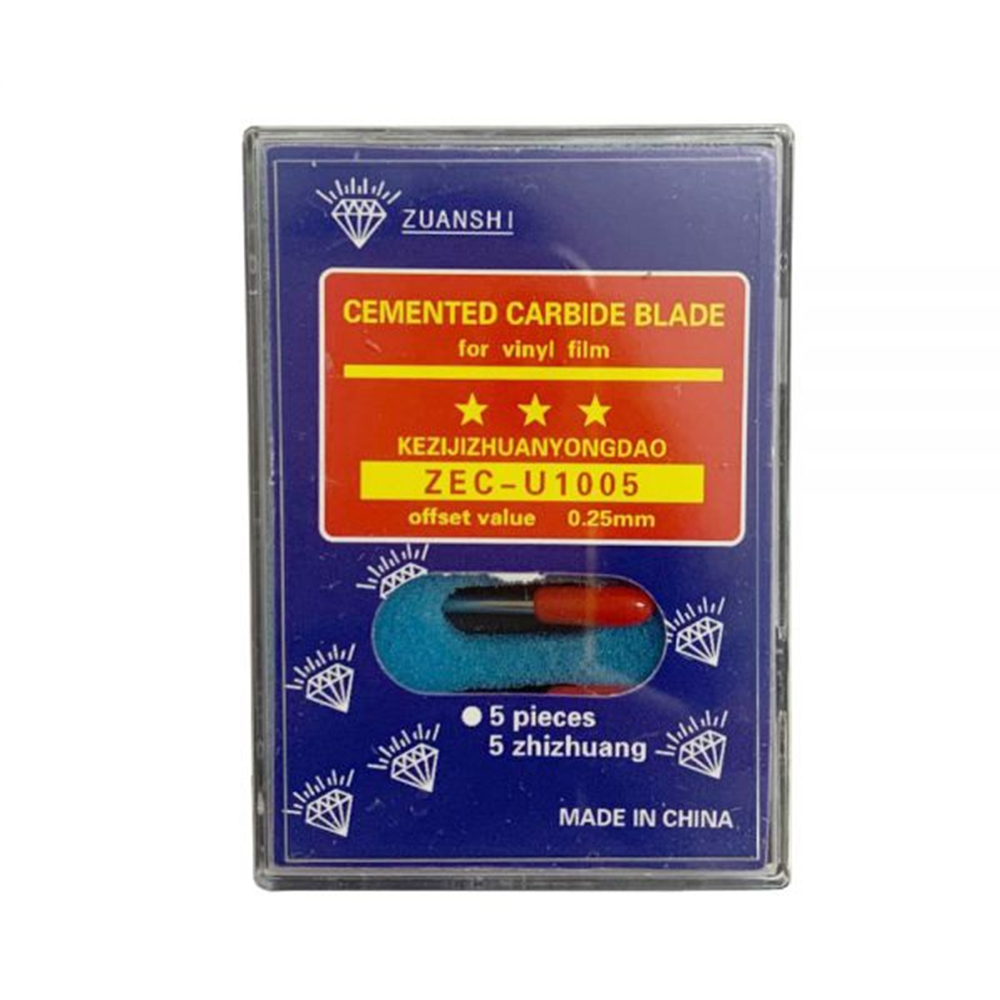 ZUANSHI
CEMENTED CARBIDE BLADE
for vinyl film
KEZIJIZHUANYONGDAO
ZEC-U1005
offset value 0.25mm
5 pieces
5 zhizhuang
MADE IN CHINA